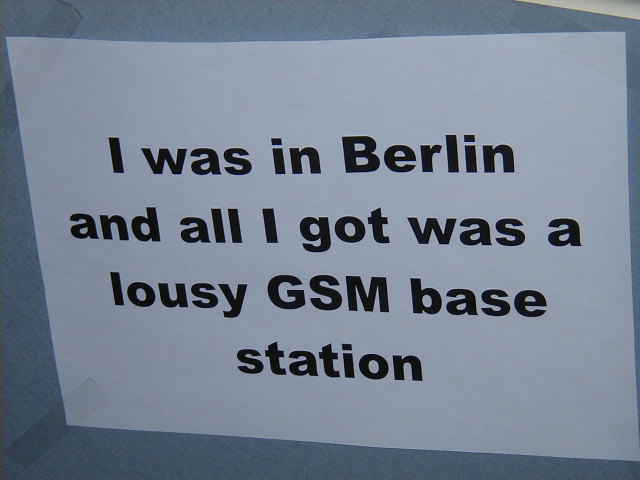 I was in Berlin
and all I got was a
lousy GSM base
station